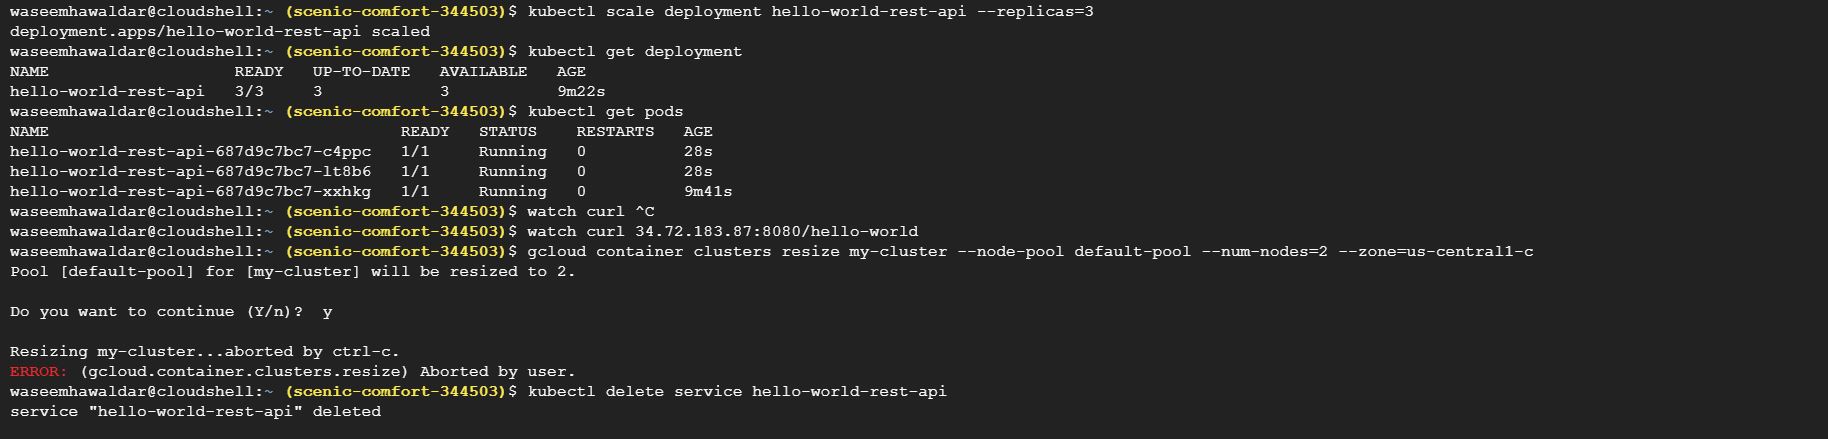 waseemhawaldar@cloudshell:~ (scenic-comfort-344503)$ kubectl scale deployment hello-world-rest-api --replicas=3
deployment.apps/hello-world-rest-api scaled
waseemhawaldar@cloudshell:~ (scenic-comfort-344503)$ kubectl get deployment
NAME READY UP-TO-DATE AVAILABLE AGE
hello-world-rest-api 3/3 3 3 9m22s
waseemhawaldar@cloudshell:~ (scenic-comfort-344503)$ kubectl get pods
NAME READY STATUS RESTARTS AGE
hello-world-rest-api-687d9c7bc7-c4ppc 1/1 Running 0 28s
hello-world-rest-api-687d9c7bc7-lt8b6 1/1 Running 0 28s
hello-world-rest-api-687d9c7bc7-xxhkg 1/1 Running 0 9m41s
waseemhawaldar@cloudshell:~ (scenic-comfort-344503)$ watch curl ^C
waseemhawaldar@cloudshell:~ (scenic-comfort-344503)$ watch curl 34.72.183.87:8080/hello-world
waseemhawaldar@cloudshell:~ (scenic-comfort-344503)$ gcloud container clusters resize my-cluster --node-pool default-pool --num-nodes=2 --zone=us-central1-c
Pool [default-pool] for [my-cluster] will be resized to 2.
Do you want to continue (Y/n)? y
Resizing my-cluster...aborted by ctrl-c.
ERROR: (gcloud.container.clusters.resize) Aborted by user.
waseemhawaldar@cloudshell:~ (scenic-comfort-344503)$ kubectl delete service hello-world-rest-api
service "hello-world-rest-api" deleted